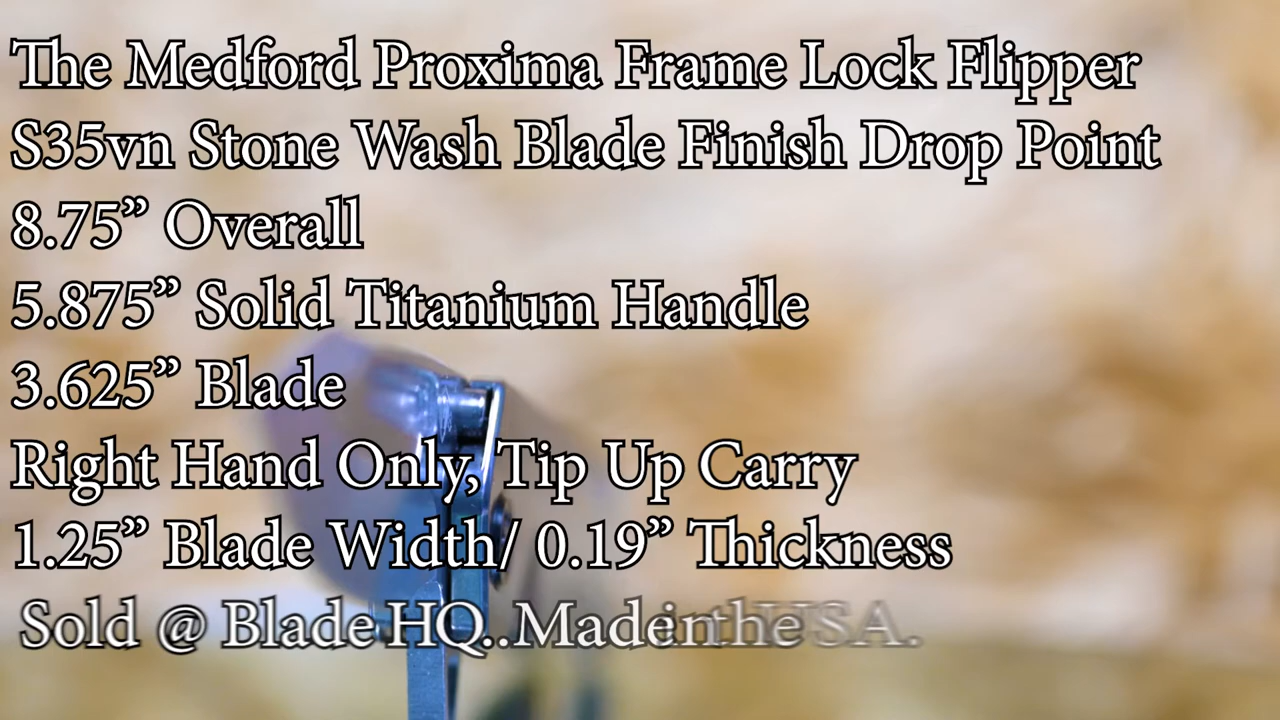 The Medford Proxima Frame Lock Flipper
S35vn Stone Wash Blade Finish Drop Point
8.75” Overall
5.875” Solid Titanium Handle
3.625” Blade
Right Hand Only, Tip Up Carry
1.25” Blade Width/ 0.19” Thickness
Sold @ Blade HQ..Made in the USA.